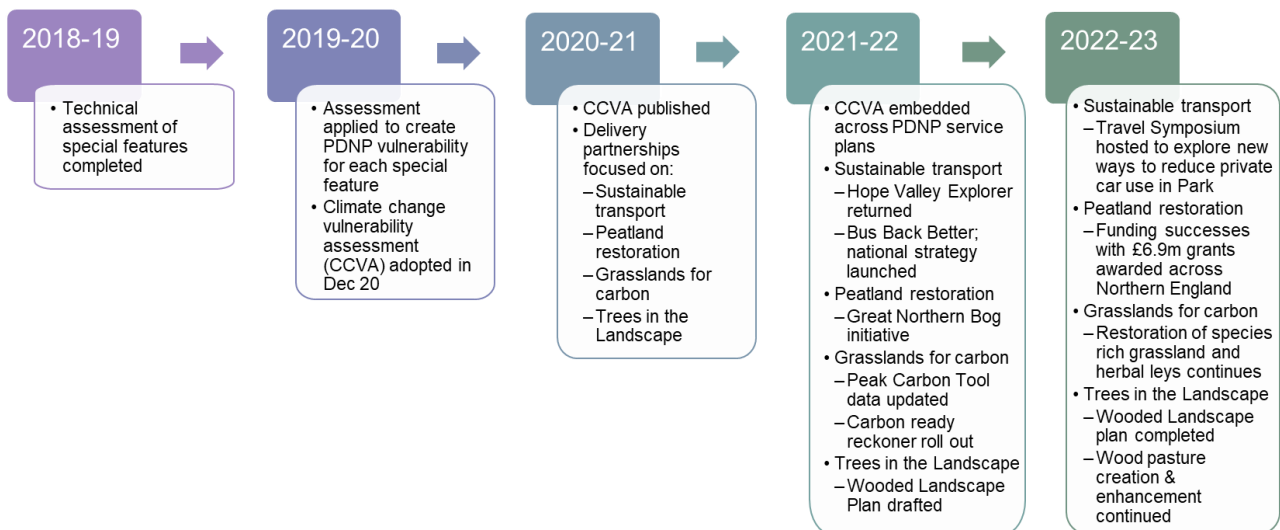 2018-19
• Technical
assessment of
special features
completed
2019-20
• Assessment
applied to create
PDNP vulnerability
for each special
feature
• Climate change
vulnerability
assessment
(CCVA) adopted in
Dec 20
2020-21
• CCVA published
• Delivery
partnerships
focused on:
–Sustainable
transport
–Peatland
restoration
–Grasslands for
carbon
–Trees in the
Landscape
2021-22
• CCVA embedded
across PDNP service
plans
• Sustainable transport
–Hope Valley Explorer
returned
–Bus Back Better;
national strategy
launched
• Peatland restoration
–Great Northern Bog
initiative
• Grasslands for carbon
–Peak Carbon Tool
data updated
–Carbon ready
reckoner roll out
• Trees in the Landscape
–Wooded Landscape
Plan drafted
2022-23
• Sustainable transport
–Travel Symposium
hosted to explore new
ways to reduce private
car use in Park
• Peatland restoration
–Funding successes
with £6.9m grants
awarded across
Northern England
• Grasslands for carbon
–Restoration of species
rich grassland and
herbal leys continues
• Trees in the Landscape
–Wooded Landscape
plan completed
–Wood pasture
creation &
enhancement
continued